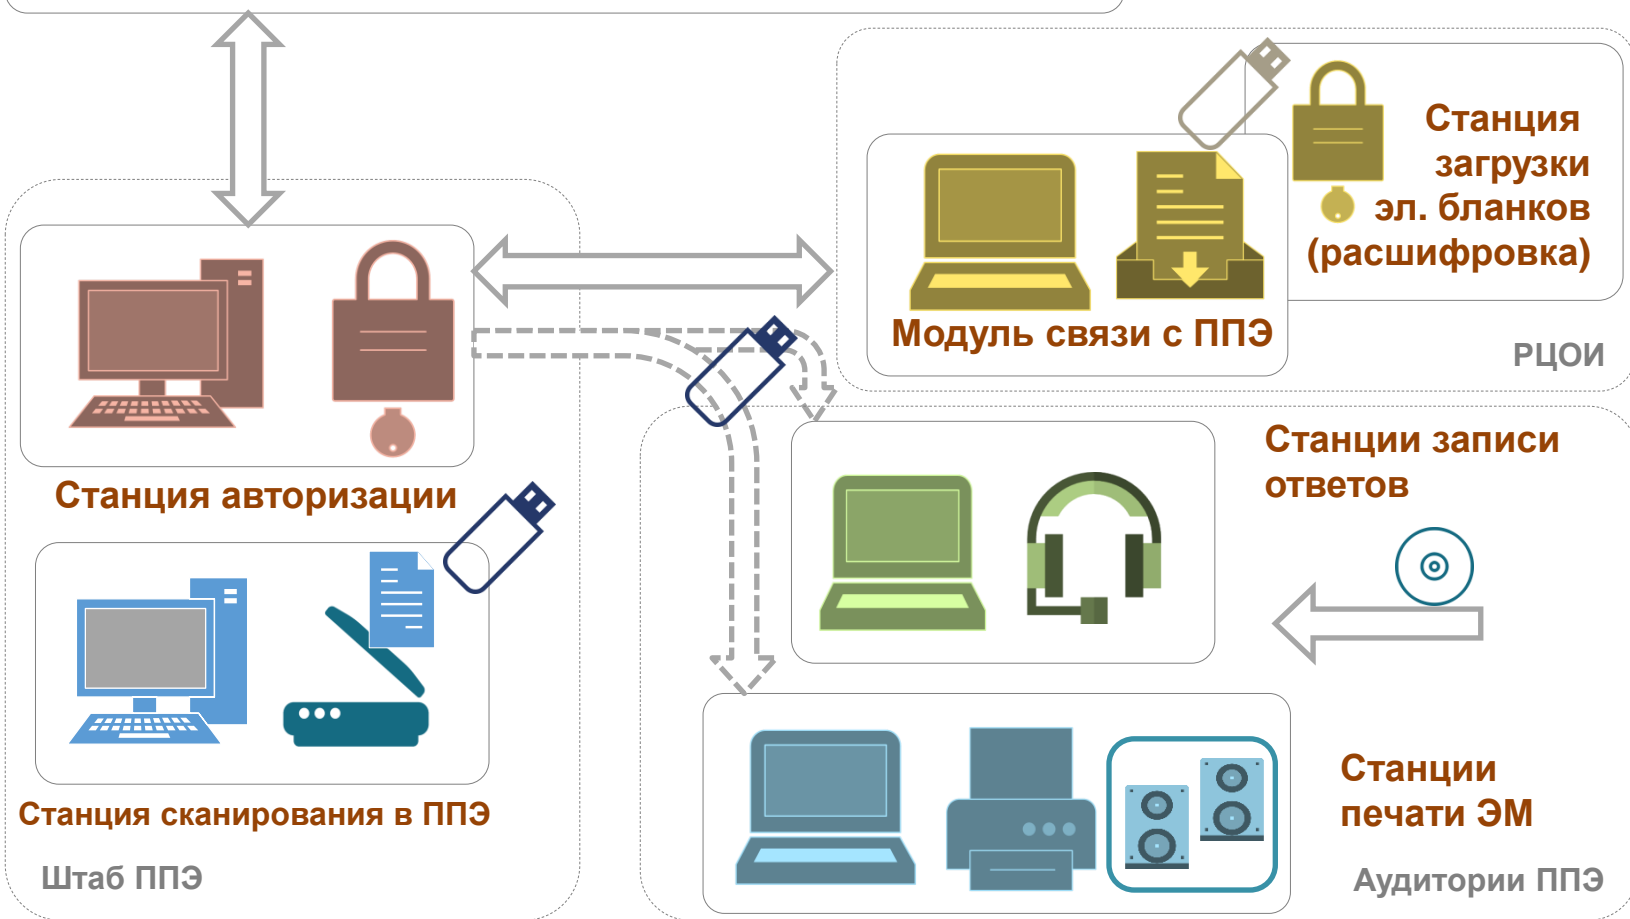 Станция
загрузки
эл. бланков
(расшифровка)
Модуль связи с ППЭ
РЦОИ
Станция авторизации
Станции записи
ответов
Станция сканирования в ППЭ
Штаб ППЭ
Станции
печати ЭМ
Аудитории ППЭ